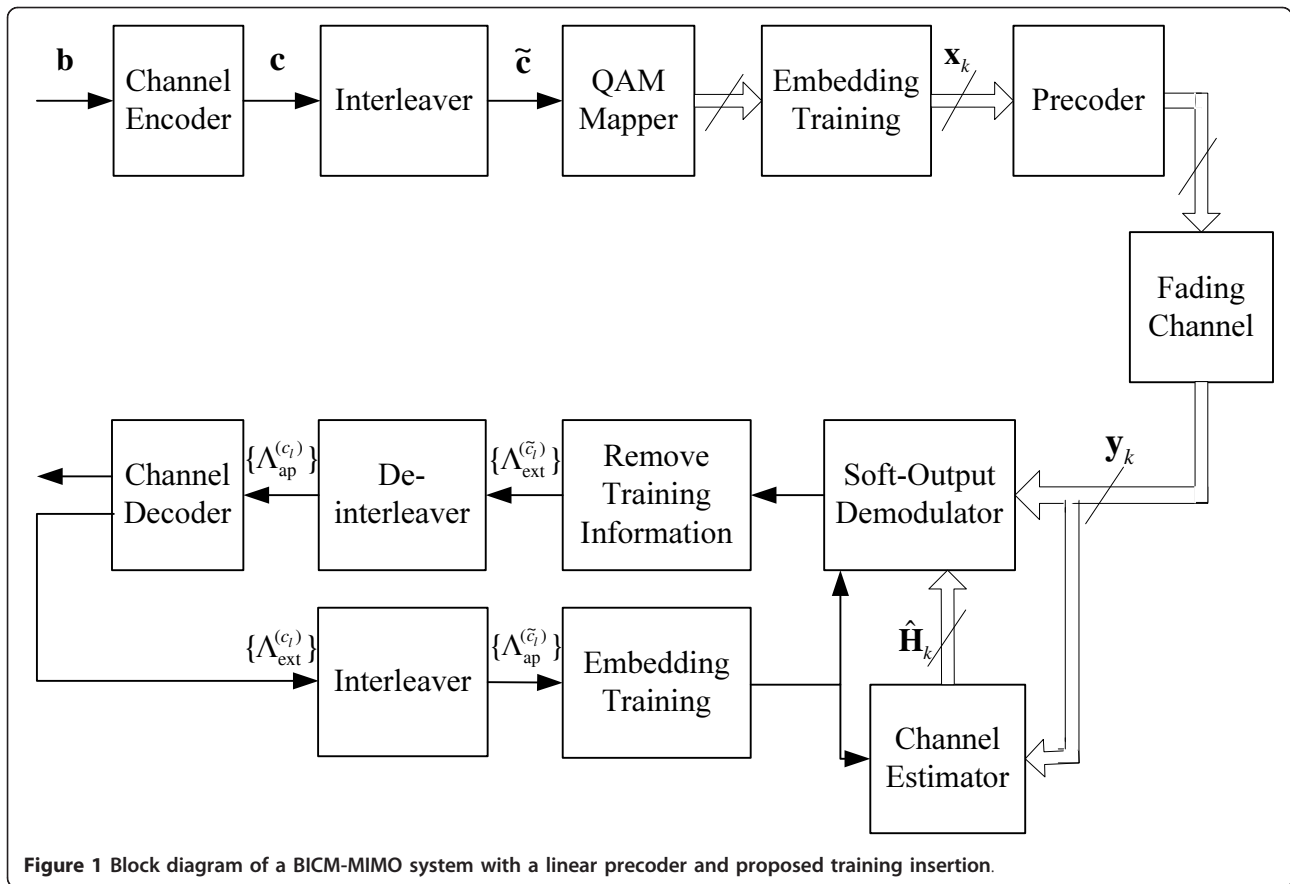 b
Channel
Encoder
c
Interleaver
c̃
QAM
Mapper
Embedding
Training
x_k
Precoder
Fading
Channel
y_k
Soft-Output
Demodulator
Remove
Training
Information
{Λ_ext^(c̃_l)}
De-
interleaver
{Λ_ap^(c_l)}
Channel
Decoder
{Λ_ext^(c_l)}
Interleaver
{Λ_ap^(c̃_l)}
Embedding
Training
Ĥ_k
Channel
Estimator
Figure 1 Block diagram of a BICM-MIMO system with a linear precoder and proposed training insertion.